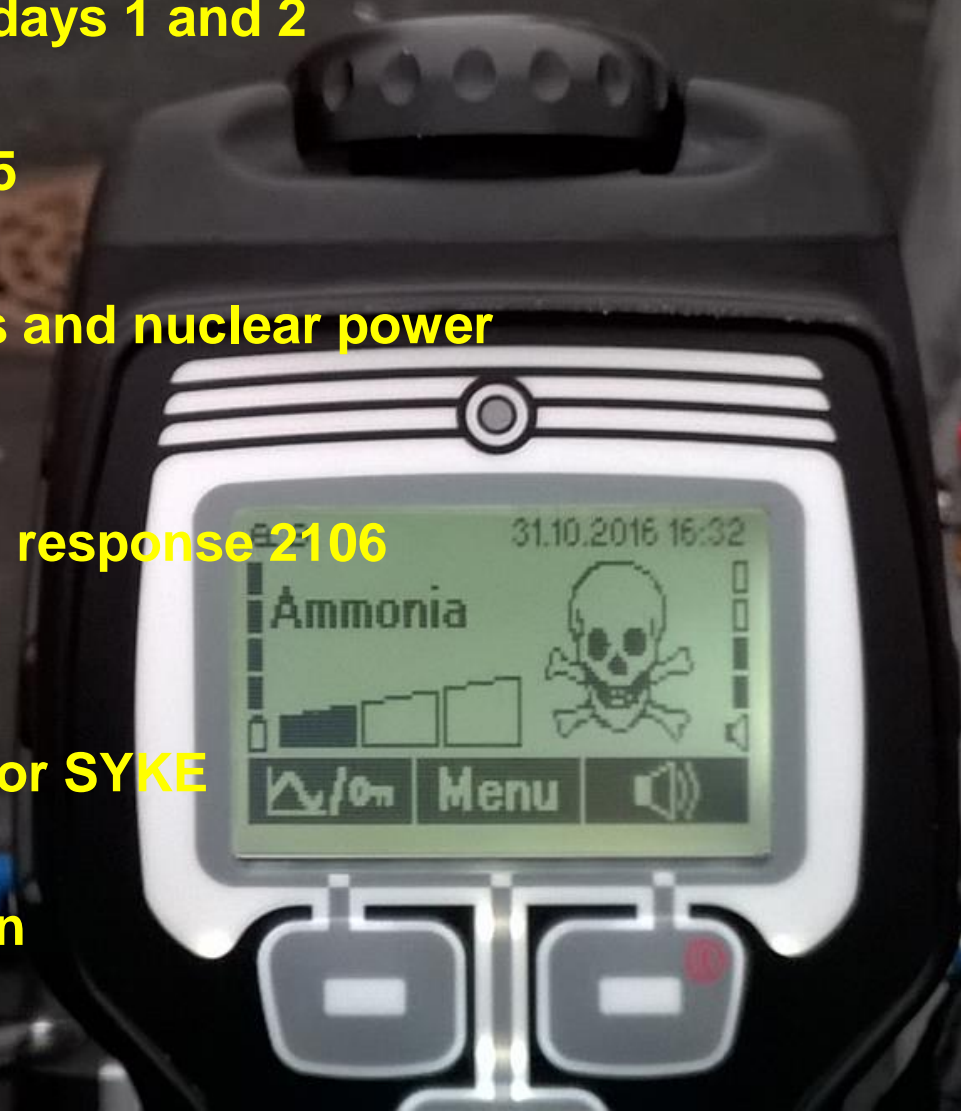 days 1 and 2
5
s and nuclear power
response 2106
31.10.2016 16:32
Ammonia
or SYKE
Menu
n